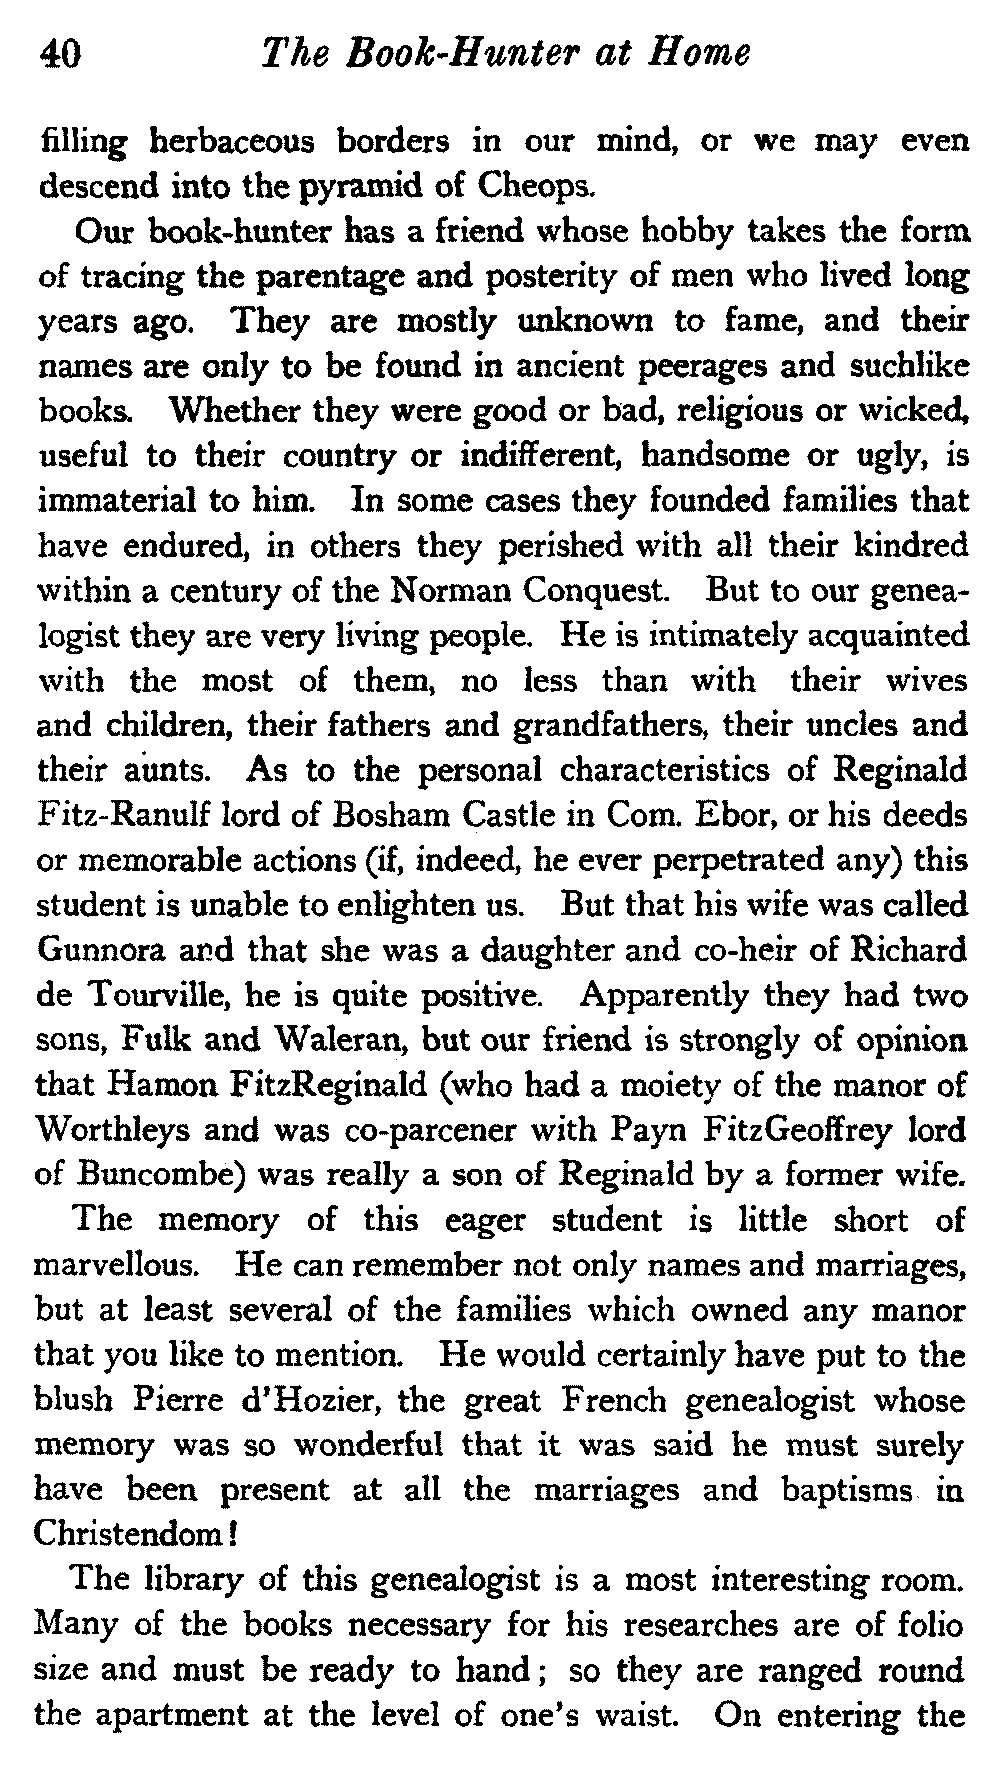 40 The Book-Hunter at Home
filling herbaceous borders in our mind, or we may even
descend into the pyramid of Cheops.
Our book-hunter has a friend whose hobby takes the form
of tracing the parentage and posterity of men who lived long
years ago. They are mostly unknown to fame, and their
names are only to be found in ancient peerages and suchlike
books. Whether they were good or bad, religious or wicked,
useful to their country or indifferent, handsome or ugly, is
immaterial to him. In some cases they founded families that
have endured, in others they perished with all their kindred
within a century of the Norman Conquest. But to our genea-
logist they are very living people. He is intimately acquainted
with the most of them, no less than with their wives
and children, their fathers and grandfathers, their uncles and
their aunts. As to the personal characteristics of Reginald
Fitz-Ranulf lord of Bosham Castle in Com. Ebor, or his deeds
or memorable actions (if, indeed, he ever perpetrated any) this
student is unable to enlighten us. But that his wife was called
Gunnora and that she was a daughter and co-heir of Richard
de Tourville, he is quite positive. Apparently they had two
sons, Fulk and Waleran, but our friend is strongly of opinion
that Hamon FitzReginald (who had a moiety of the manor of
Worthleys and was co-parcener with Payn FitzGeoffrey lord
of Buncombe) was really a son of Reginald by a former wife.
The memory of this eager student is little short of
marvellous. He can remember not only names and marriages,
but at least several of the families which owned any manor
that you like to mention. He would certainly have put to the
blush Pierre d'Hozier, the great French genealogist whose
memory was so wonderful that it was said he must surely
have been present at all the marriages and baptisms in
Christendom!
The library of this genealogist is a most interesting room.
Many of the books necessary for his researches are of folio
size and must be ready to hand; so they are ranged round
the apartment at the level of one's waist. On entering the